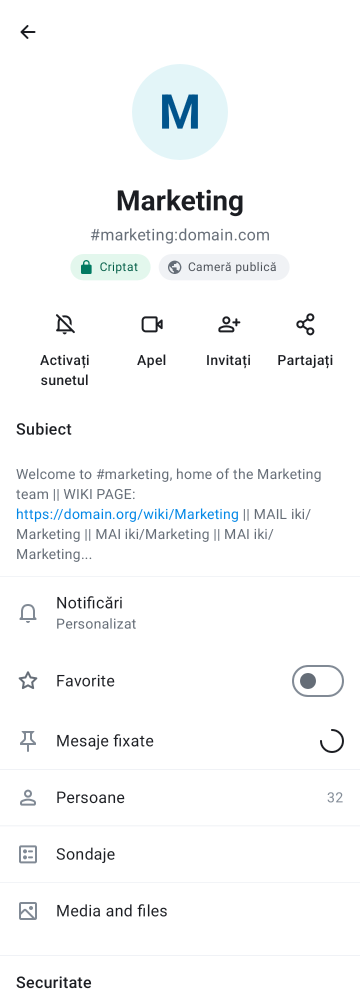 M
Marketing
#marketing:domain.com
Criptat
Cameră publică
Activați
sunetul
Apel
Invitați
Partajați
Subiect
Welcome to #marketing, home of the Marketing
team || WIKI PAGE:
https://domain.org/wiki/Marketing || MAIL iki/
Marketing || MAI iki/Marketing || MAI iki/
Marketing...
Notificări
Personalizat
Favorite
Mesaje fixate
Persoane 32
Sondaje
Media and files
Securitate